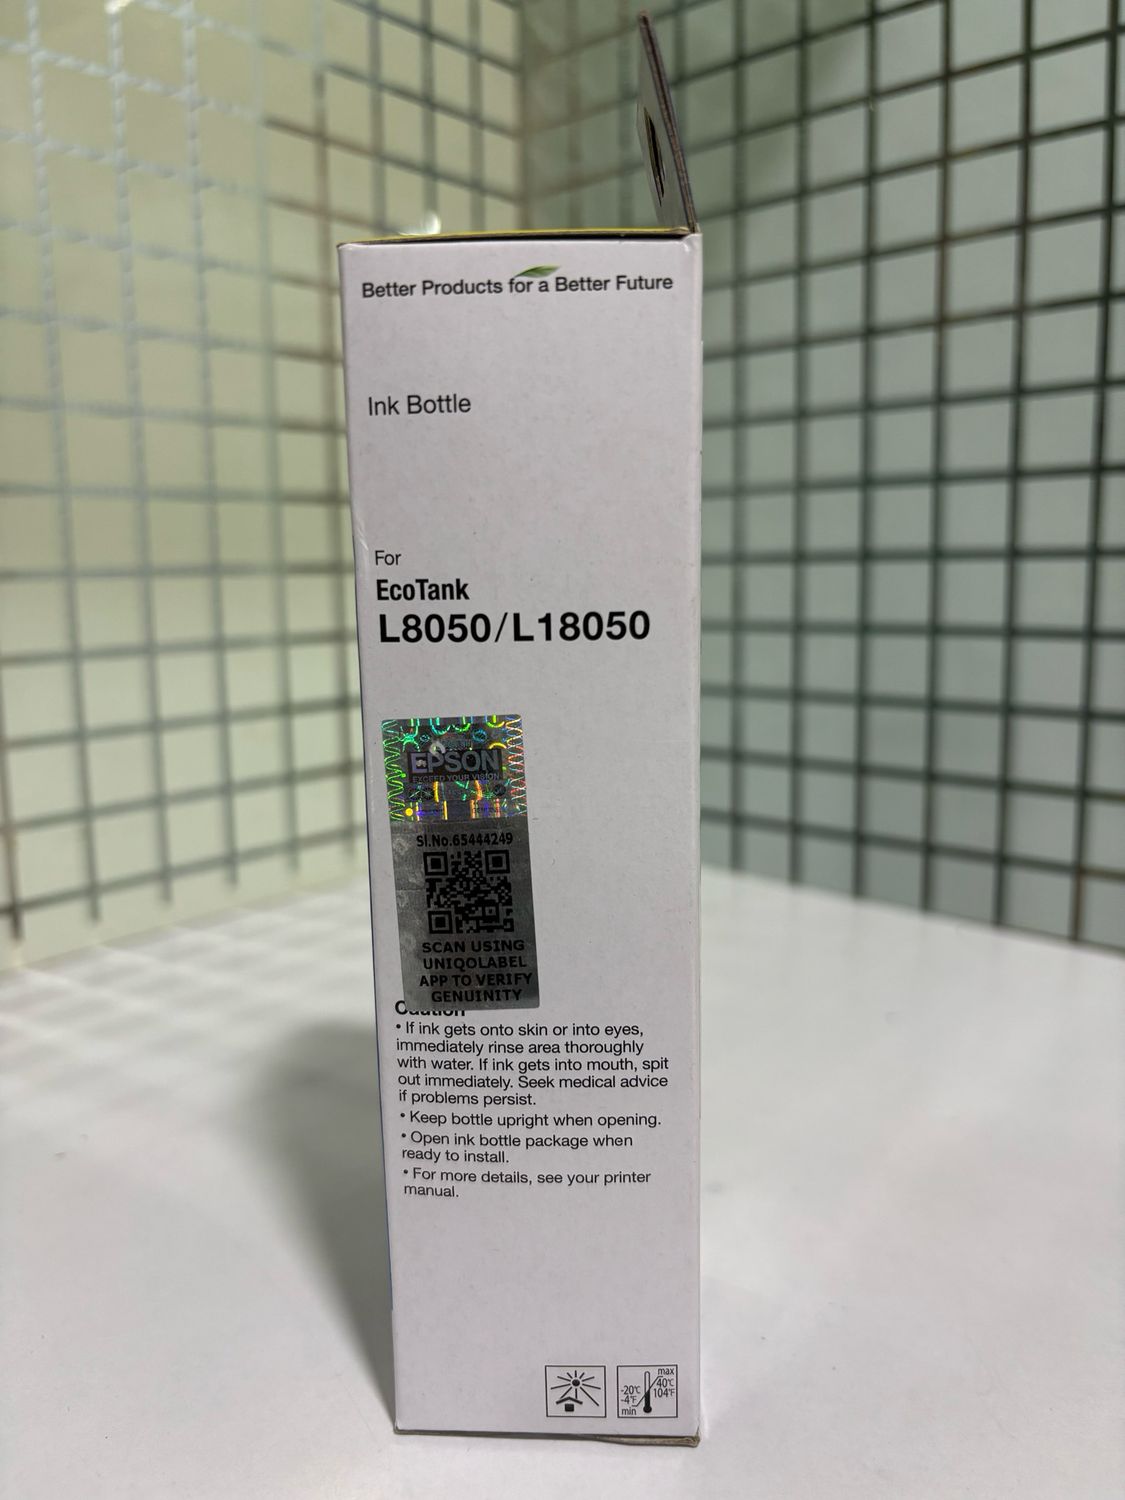 Better Products for a Better Future
Ink Bottle
For
EcoTank
L8050/L18050
EPSON
EXCEED YOUR VISION
Sl.No.65444249
SCAN USING
UNIQOLABEL
APP TO VERIFY
GENUINITY
Caution
• If ink gets onto skin or into eyes,
immediately rinse area thoroughly
with water. If ink gets into mouth, spit
out immediately. Seek medical advice
if problems persist.
• Keep bottle upright when opening.
• Open ink bottle package when
ready to install.
• For more details, see your printer
manual.
max
40°C
104°F
-20°C
-4°F
min